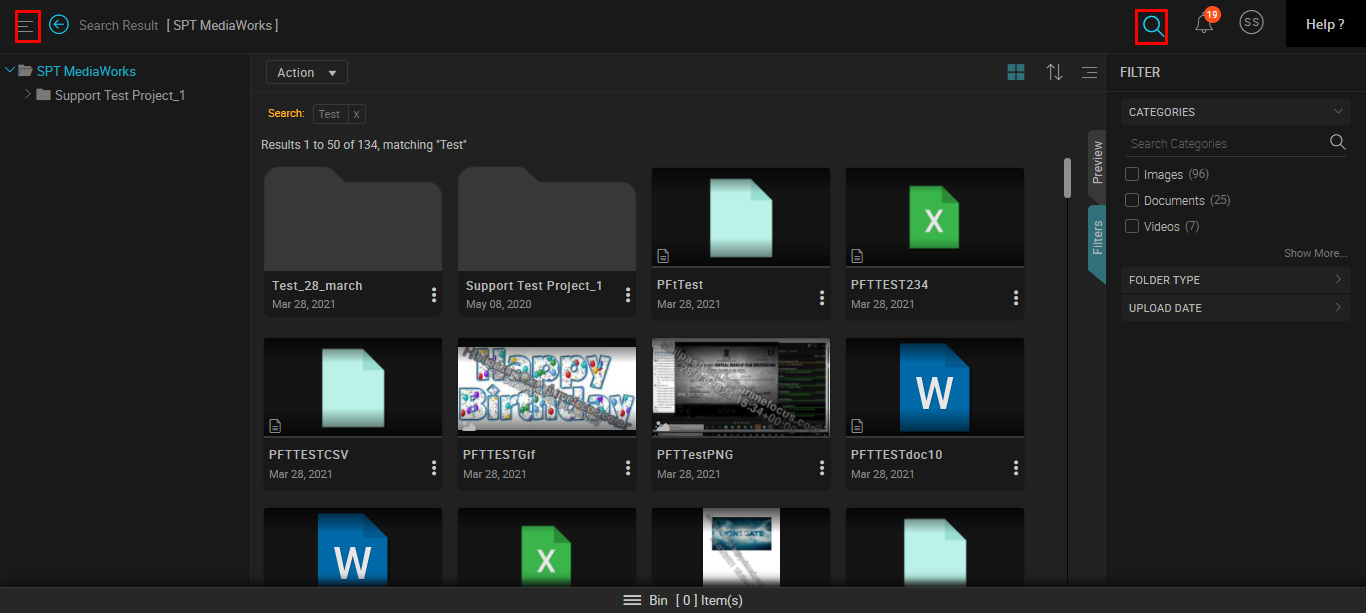 Search Result [ SPT MediaWorks ]
19
SS
Help ?
SPT MediaWorks
Support Test Project_1
Action
Search: Test X
Results 1 to 50 of 134, matching "Test"
Test_28_march
Mar 28, 2021
Support Test Project_1
May 08, 2020
PFtTest
Mar 28, 2021
X
PFTTEST234
Mar 28, 2021
PFTTESTCSV
Mar 28, 2021
Happy
Birthday
PFTTESTGif
Mar 28, 2021
PFTTestPNG
Mar 28, 2021
W
PFTTESTdoc10
Mar 28, 2021
W
X
LIONSGATE
Preview
Filters
FILTER
CATEGORIES
Search Categories
Images (96)
Documents (25)
Videos (7)
Show More...
FOLDER TYPE
UPLOAD DATE
Bin [ 0 ] Item(s)